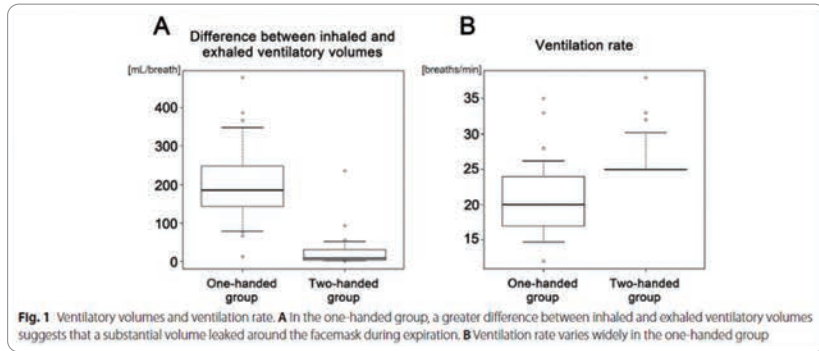 A
Difference between inhaled and
exhaled ventilatory volumes
[mL/breath]
400
300
200
100
0
One-handed
group
Two-handed
group
B
Ventilation rate
[breaths/min]
35
30
25
20
15
One-handed
group
Two-handed
group
Fig. 1 Ventilatory volumes and ventilation rate. A In the one-handed group, a greater difference between inhaled and exhaled ventilatory volumes
suggests that a substantial volume leaked around the facemask during expiration. B Ventilation rate varies widely in the one-handed group